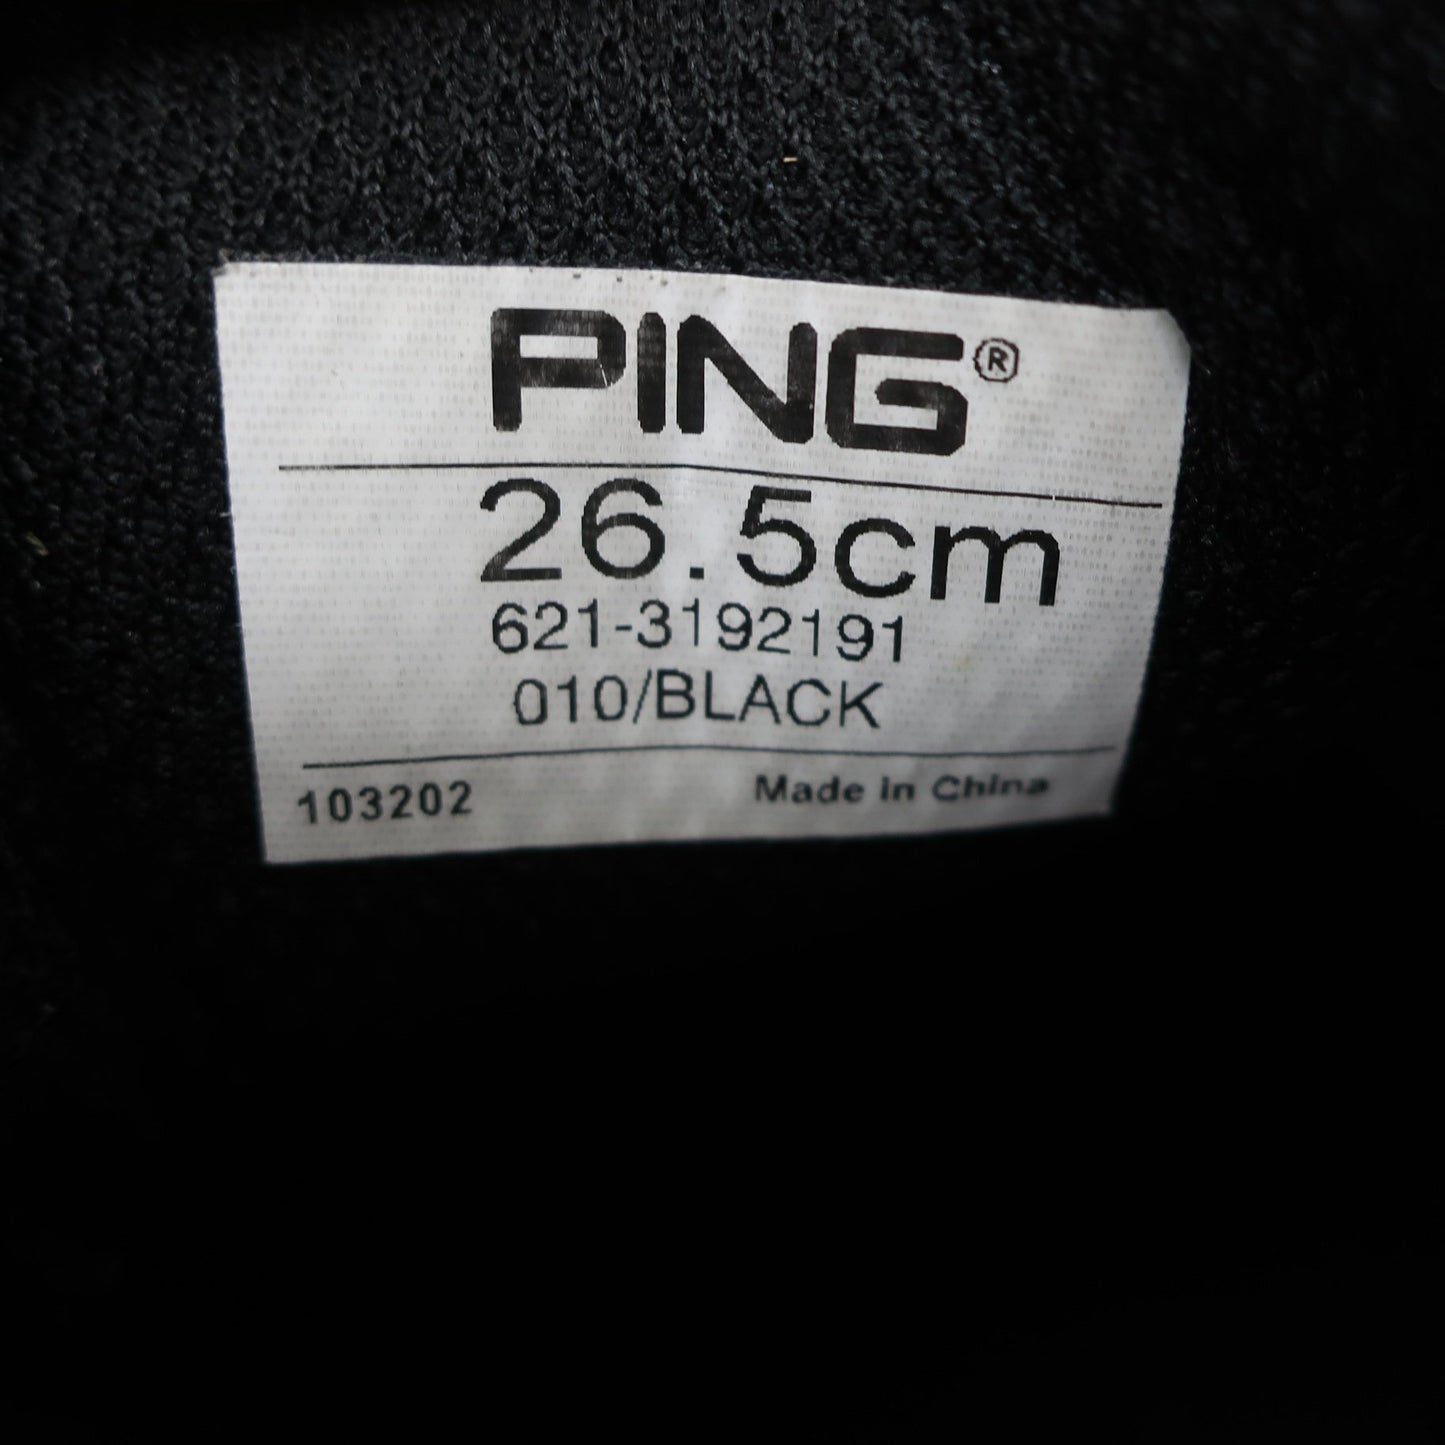 PING®
26.5cm
621-3192191
010/BLACK
103202 Made in China